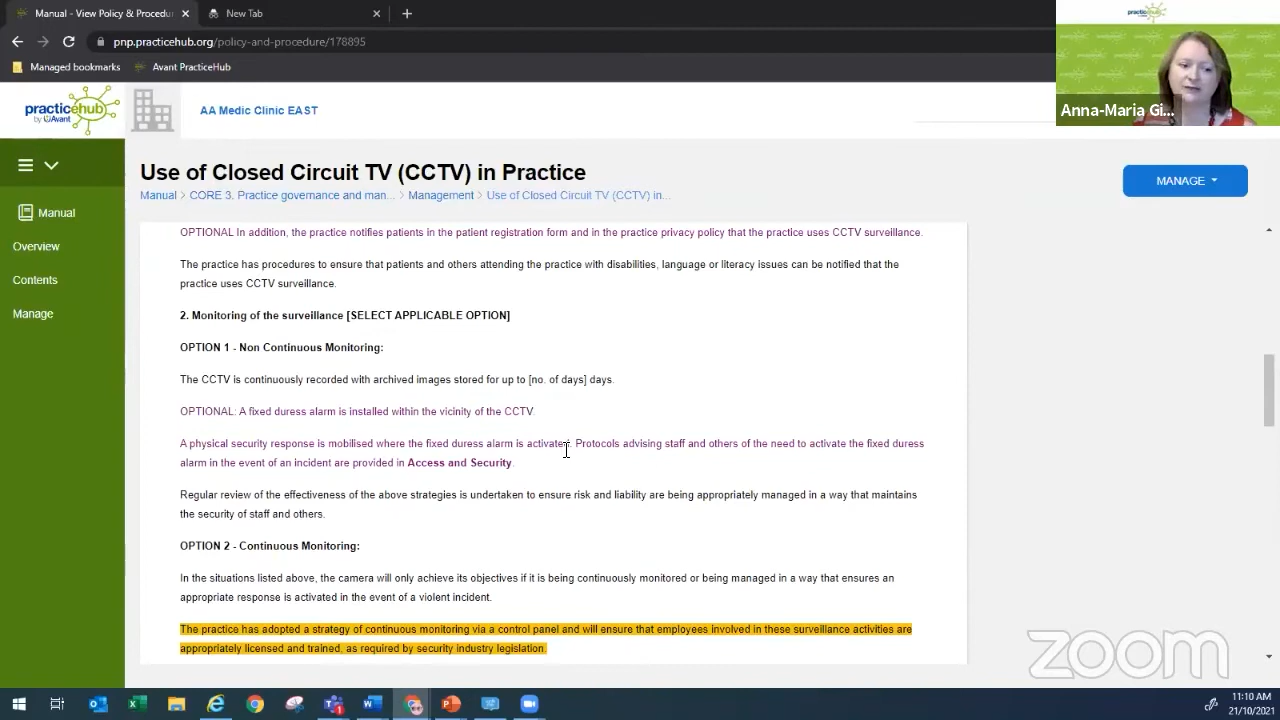 Manual - View Policy & Procedu
New Tab
pnp.practicehub.org/policy-and-procedure/1788
Managed bookmarks
Avant PracticeHub
practicehub
Anna-Maria Gi...
practicehub
by Avant
AA Medic Clinic EAST
Use of Closed Circuit TV (CCTV) in Practice
MANAGE
Manual > CORE 3. Practice governance and man... > Management > Use of Closed Circuit TV (CCTV) in...
Manual
Overview
Contents
Manage
OPTIONAL In addition, the practice notifies patients in the patient registration form and in the practice privacy policy that the practice uses CCTV surveillance.
The practice has procedures to ensure that patients and others attending the practice with disabilities, language or literacy issues can be notified that the
practice uses CCTV surveillance.
2. Monitoring of the surveillance [SELECT APPLICABLE OPTION]
OPTION 1 - Non Continuous Monitoring:
The CCTV is continuously recorded with archived images stored for up to [no. of days] days.
OPTIONAL: A fixed duress alarm is installed within the vicinity of the CCTV.
A physical security response is mobilised where the fixed duress alarm is activated. Protocols advising staff and others of the need to activate the fixed duress
alarm in the event of an incident are provided in Access and Security.
Regular review of the effectiveness of the above strategies is undertaken to ensure risk and liability are being appropriately managed in a way that maintains
the security of staff and others.
OPTION 2 - Continuous Monitoring:
In the situations listed above, the camera will only achieve its objectives if it is being continuously monitored or being managed in a way that ensures an
appropriate response is activated in the event of a violent incident.
The practice has adopted a strategy of continuous monitoring via a control panel and will ensure that employees involved in these surveillance activities are
appropriately licensed and trained, as required by security industry legislation.
zoom
11:10 AM
21/10/2021